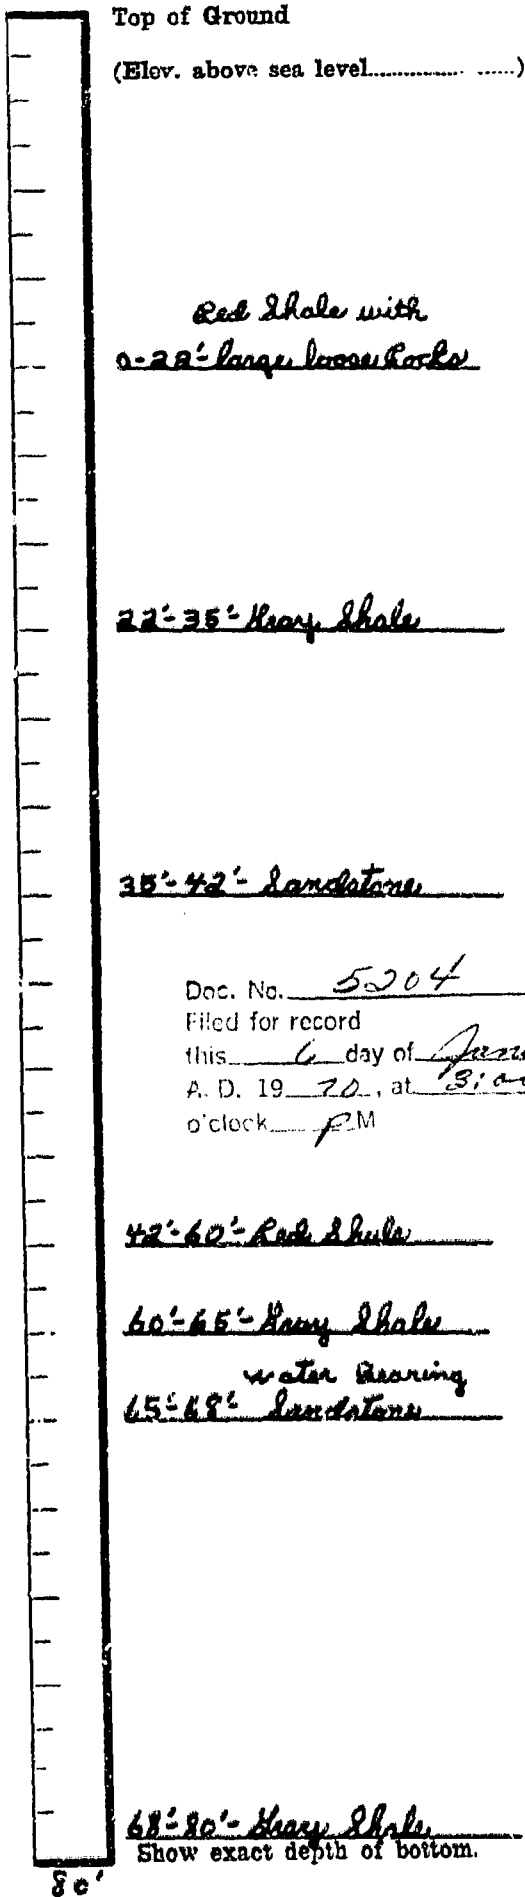 Top of Ground
(Elev. above sea level..................... ......)
Red Shale with
0-22'- large loose Rocks
22'-35'- Gray Shale
35'-42'- Sandstone
Doc. No. 5204
Filed for record
this 6 day of
A. D. 19 70, at
o'clock P M
42'-60'- Red Shale
60'-65'- Gray Shale
water Bearing
65'-68'- Sandstone
68'-80'- Gray Shale
Show exact depth of bottom.
80'